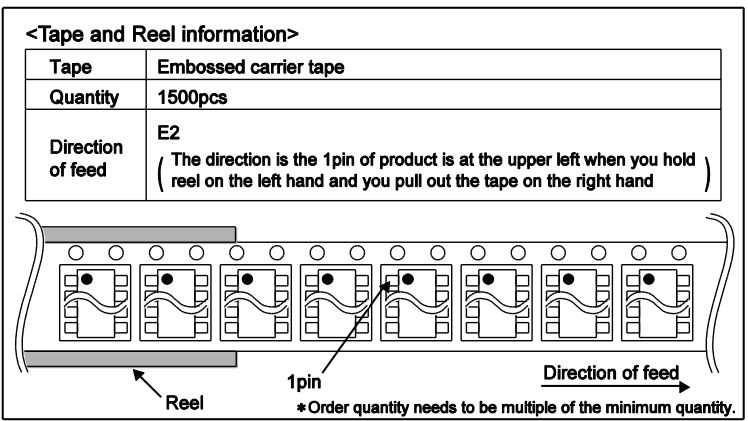 <Tape and Reel information>
Tape Embossed carrier tape
Quantity 1500pcs
Direction of feed E2
( The direction is the 1pin of product is at the upper left when you hold
reel on the left hand and you pull out the tape on the right hand )
1pin
Direction of feed
Reel
*Order quantity needs to be multiple of the minimum quantity.